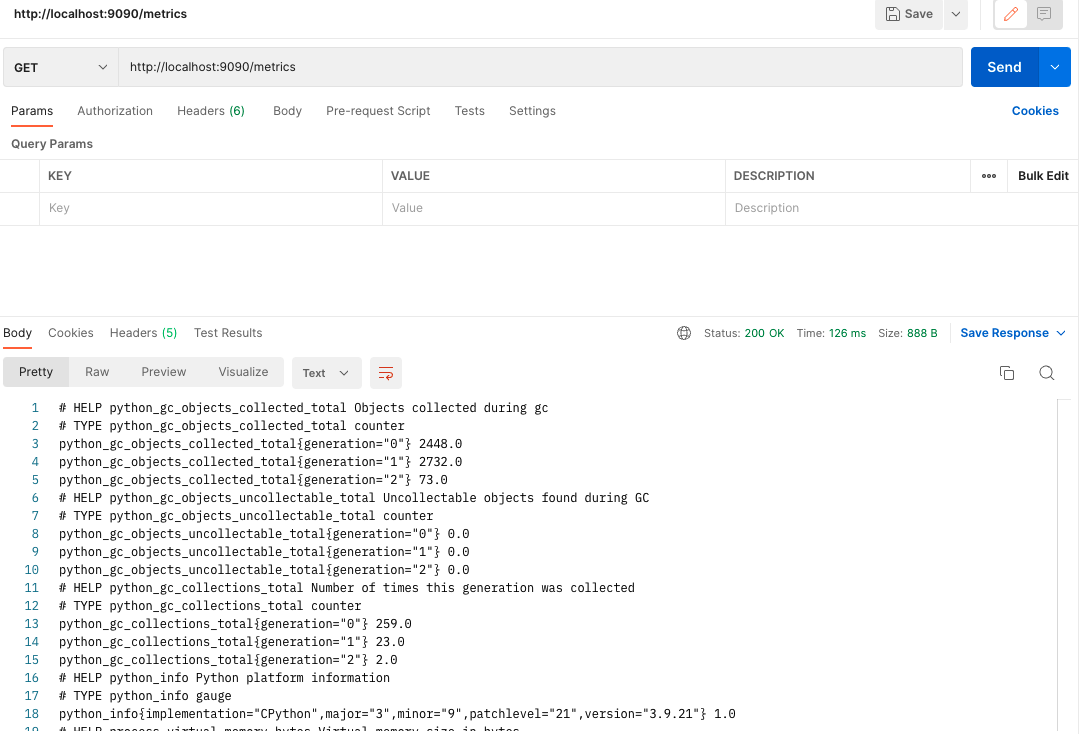 http://localhost:9090/metrics
Save
GET
http://localhost:9090/metrics
Send
Params Authorization Headers (6) Body Pre-request Script Tests Settings Cookies
Query Params
KEY VALUE DESCRIPTION ••• Bulk Edit
Key Value Description
Body Cookies Headers (5) Test Results Status: 200 OK Time: 126 ms Size: 888 B Save Response
Pretty Raw Preview Visualize Text
1 # HELP python_gc_objects_collected_total Objects collected during gc
2 # TYPE python_gc_objects_collected_total counter
3 python_gc_objects_collected_total{generation="0"} 2448.0
4 python_gc_objects_collected_total{generation="1"} 2732.0
5 python_gc_objects_collected_total{generation="2"} 73.0
6 # HELP python_gc_objects_uncollectable_total Uncollectable objects found during GC
7 # TYPE python_gc_objects_uncollectable_total counter
8 python_gc_objects_uncollectable_total{generation="0"} 0.0
9 python_gc_objects_uncollectable_total{generation="1"} 0.0
10 python_gc_objects_uncollectable_total{generation="2"} 0.0
11 # HELP python_gc_collections_total Number of times this generation was collected
12 # TYPE python_gc_collections_total counter
13 python_gc_collections_total{generation="0"} 259.0
14 python_gc_collections_total{generation="1"} 23.0
15 python_gc_collections_total{generation="2"} 2.0
16 # HELP python_info Python platform information
17 # TYPE python_info gauge
18 python_info{implementation="CPython",major="3",minor="9",patchlevel="21",version="3.9.21"} 1.0
19 # HELP process_virtual_memory_bytes Virtual memory size in bytes.